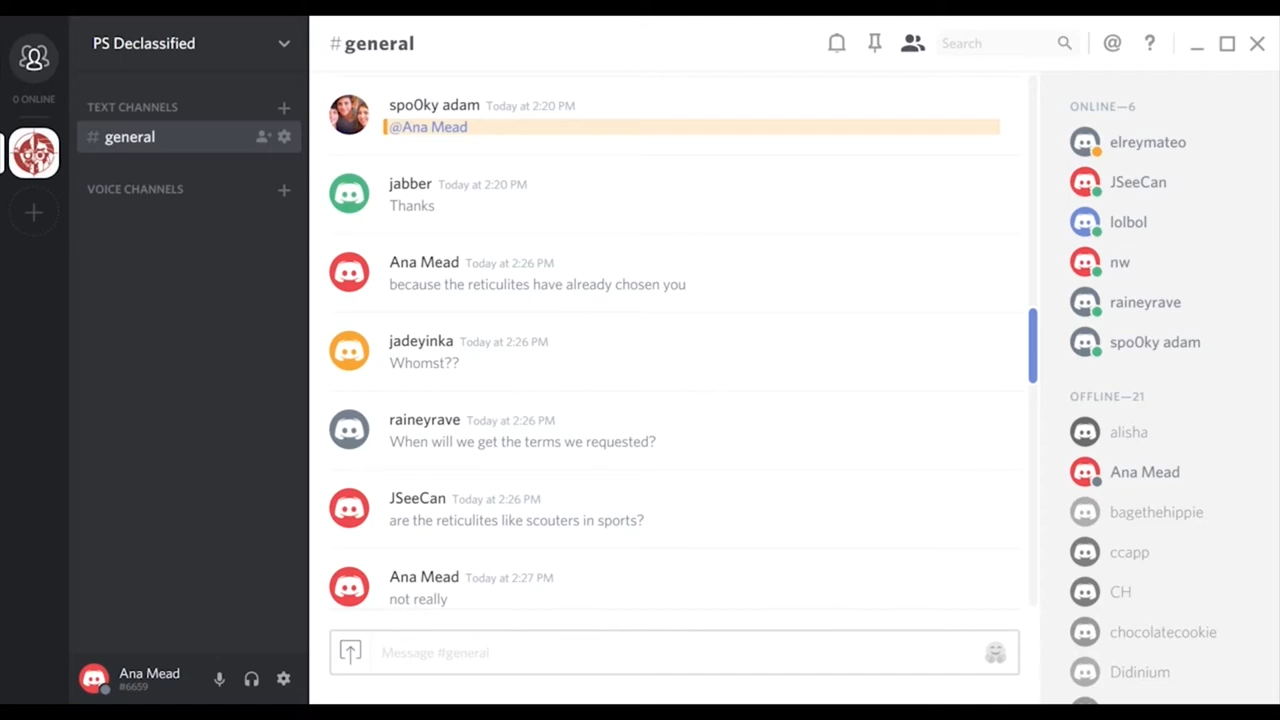 PS Declassified
0 ONLINE
TEXT CHANNELS
# general
VOICE CHANNELS
Ana Mead
#6659
#general
Search
@
?
spo0ky adam Today at 2:20 PM
@Ana Mead
jabber Today at 2:20 PM
Thanks
Ana Mead Today at 2:26 PM
because the reticulites have already chosen you
jadeyinka Today at 2:26 PM
Whomst??
raineyrave Today at 2:26 PM
When will we get the terms we requested?
JSeeCan Today at 2:26 PM
are the reticulites like scouters in sports?
Ana Mead Today at 2:27 PM
not really
Message #general
ONLINE—6
elreymateo
JSeeCan
lolbol
nw
raineyrave
spo0ky adam
OFFLINE—21
alisha
Ana Mead
bagethehippie
ccapp
CH
chocolatecookie
Didinium